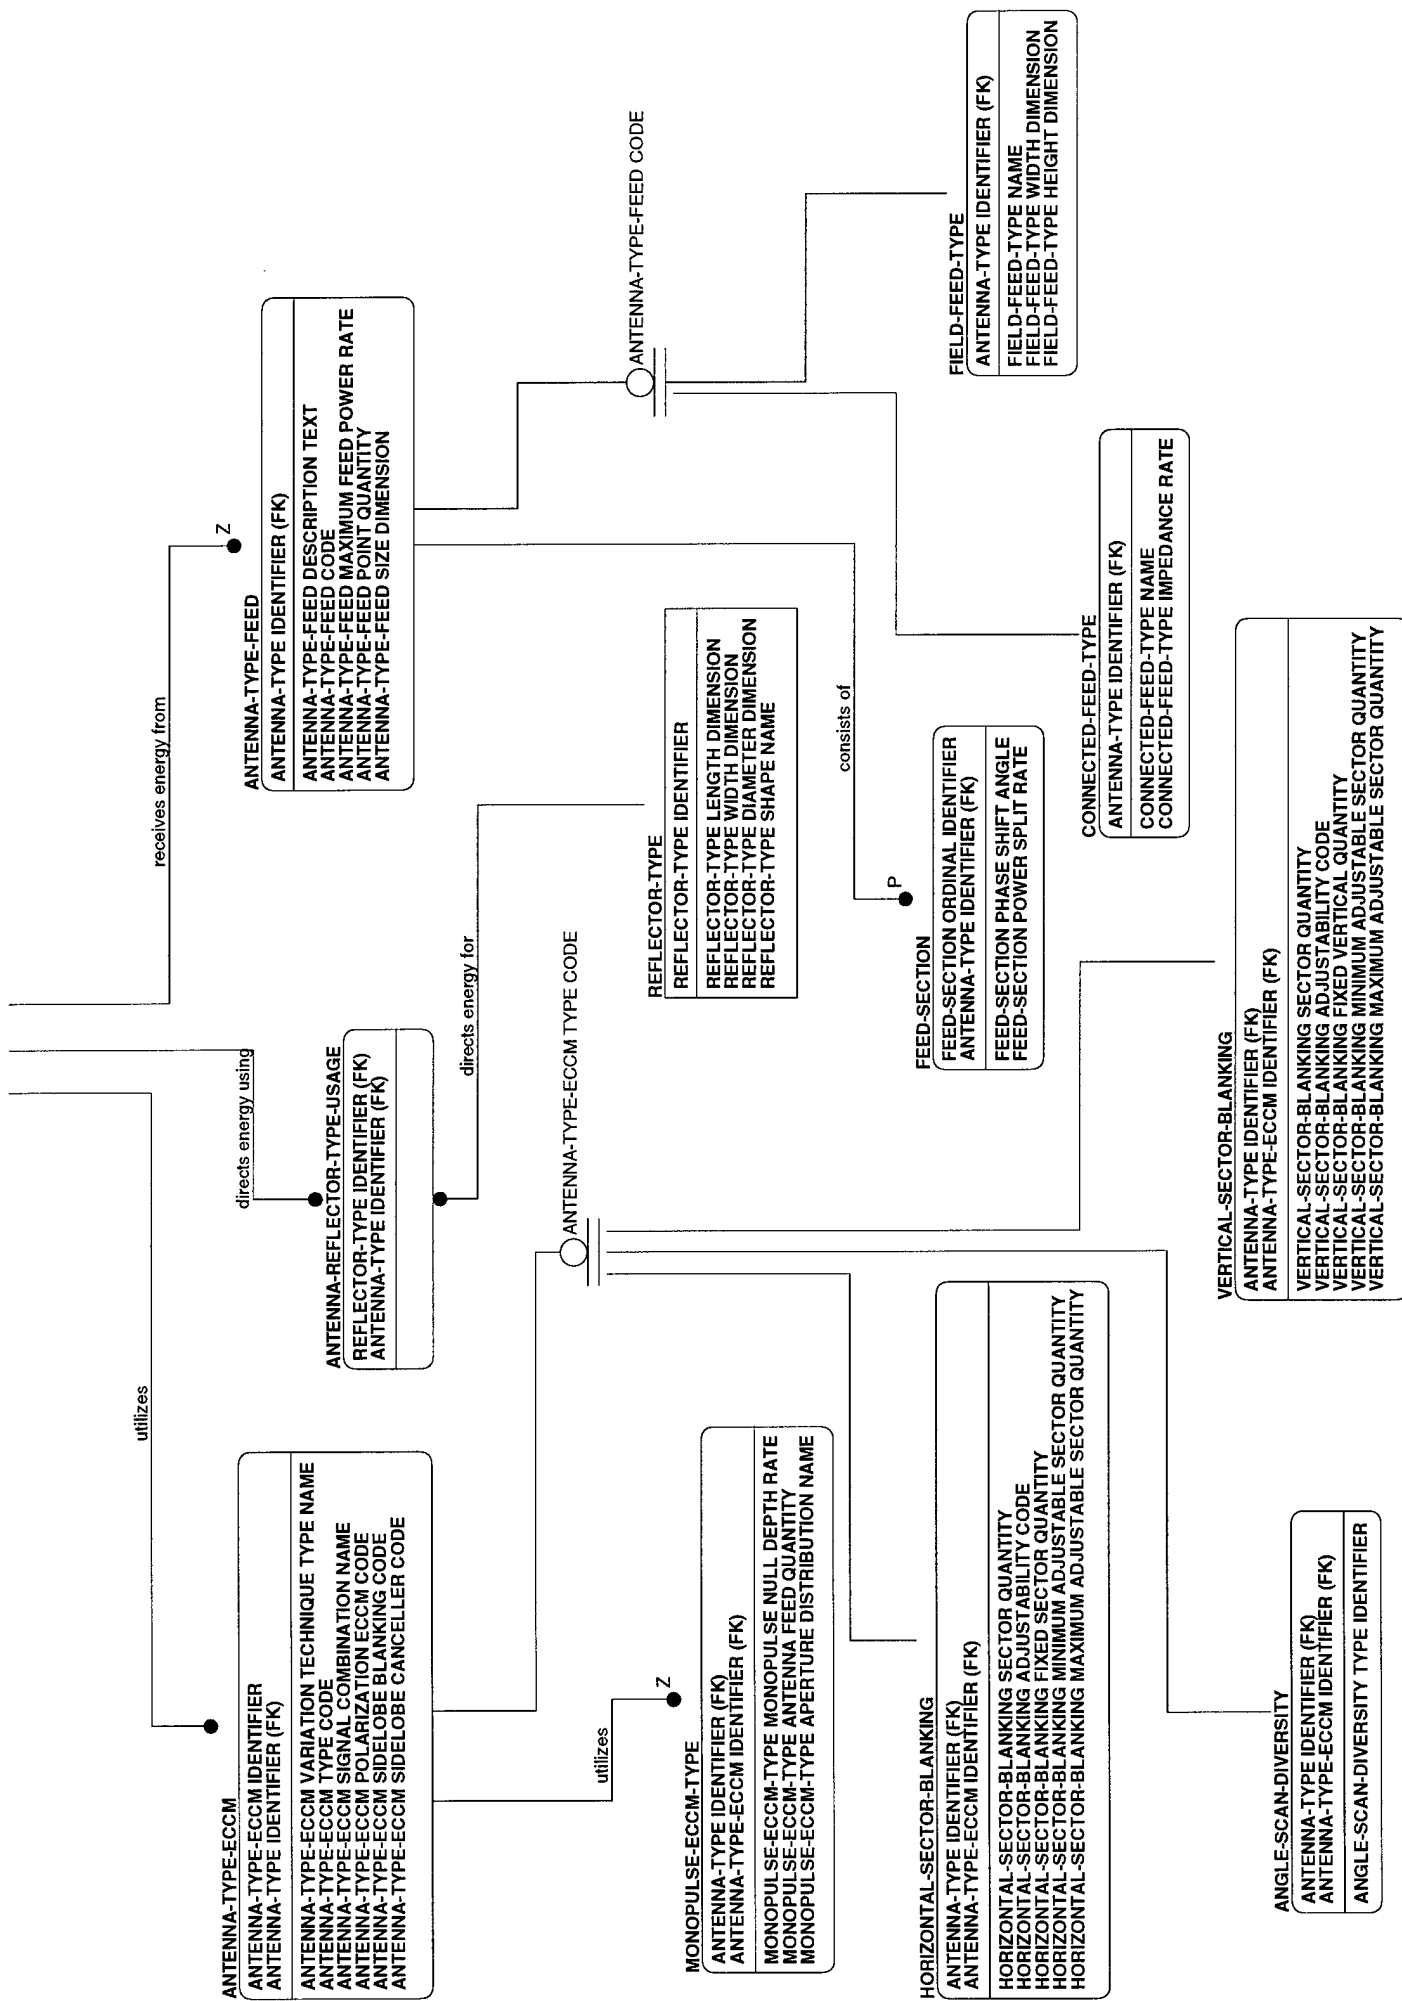 utilizes
directs energy using
receives energy from
ANTENNA-TYPE-ECCM
ANTENNA-TYPE-ECCM IDENTIFIER
ANTENNA-TYPE IDENTIFIER (FK)
ANTENNA-TYPE-ECCM VARIATION TECHNIQUE TYPE NAME
ANTENNA-TYPE-ECCM TYPE CODE
ANTENNA-TYPE-ECCM SIGNAL COMBINATION NAME
ANTENNA-TYPE-ECCM POLARIZATION ECCM CODE
ANTENNA-TYPE-ECCM SIDELOBE BLANKING CODE
ANTENNA-TYPE-ECCM SIDELOBE CANCELLER CODE
ANTENNA-REFLECTOR-TYPE-USAGE
REFLECTOR-TYPE IDENTIFIER (FK)
ANTENNA-TYPE IDENTIFIER (FK)
Z
ANTENNA-TYPE-FEED
ANTENNA-TYPE IDENTIFIER (FK)
ANTENNA-TYPE-FEED DESCRIPTION TEXT
ANTENNA-TYPE-FEED CODE
ANTENNA-TYPE-FEED MAXIMUM FEED POWER RATE
ANTENNA-TYPE-FEED POINT QUANTITY
ANTENNA-TYPE-FEED SIZE DIMENSION
directs energy for
utilizes
Z
ANTENNA-TYPE-ECCM TYPE CODE
REFLECTOR-TYPE
REFLECTOR-TYPE IDENTIFIER
REFLECTOR-TYPE LENGTH DIMENSION
REFLECTOR-TYPE WIDTH DIMENSION
REFLECTOR-TYPE DIAMETER DIMENSION
REFLECTOR-TYPE SHAPE NAME
ANTENNA-TYPE-FEED CODE
MONOPULSE-ECCM-TYPE
ANTENNA-TYPE IDENTIFIER (FK)
ANTENNA-TYPE-ECCM IDENTIFIER (FK)
MONOPULSE-ECCM-TYPE MONOPULSE NULL DEPTH RATE
MONOPULSE-ECCM-TYPE ANTENNA FEED QUANTITY
MONOPULSE-ECCM-TYPE APERTURE DISTRIBUTION NAME
consists of
P
FEED-SECTION
FEED-SECTION ORDINAL IDENTIFIER
ANTENNA-TYPE IDENTIFIER (FK)
FEED-SECTION PHASE SHIFT ANGLE
FEED-SECTION POWER SPLIT RATE
FIELD-FEED-TYPE
ANTENNA-TYPE IDENTIFIER (FK)
FIELD-FEED-TYPE NAME
FIELD-FEED-TYPE WIDTH DIMENSION
FIELD-FEED-TYPE HEIGHT DIMENSION
HORIZONTAL-SECTOR-BLANKING
ANTENNA-TYPE IDENTIFIER (FK)
ANTENNA-TYPE-ECCM IDENTIFIER (FK)
HORIZONTAL-SECTOR-BLANKING SECTOR QUANTITY
HORIZONTAL-SECTOR-BLANKING ADJUSTABILITY CODE
HORIZONTAL-SECTOR-BLANKING FIXED SECTOR QUANTITY
HORIZONTAL-SECTOR-BLANKING MINIMUM ADJUSTABLE SECTOR QUANTITY
HORIZONTAL-SECTOR-BLANKING MAXIMUM ADJUSTABLE SECTOR QUANTITY
CONNECTED-FEED-TYPE
ANTENNA-TYPE IDENTIFIER (FK)
CONNECTED-FEED-TYPE NAME
CONNECTED-FEED-TYPE IMPEDANCE RATE
VERTICAL-SECTOR-BLANKING
ANTENNA-TYPE IDENTIFIER (FK)
ANTENNA-TYPE-ECCM IDENTIFIER (FK)
VERTICAL-SECTOR-BLANKING SECTOR QUANTITY
VERTICAL-SECTOR-BLANKING ADJUSTABILITY CODE
VERTICAL-SECTOR-BLANKING FIXED VERTICAL QUANTITY
VERTICAL-SECTOR-BLANKING MINIMUM ADJUSTABLE SECTOR QUANTITY
VERTICAL-SECTOR-BLANKING MAXIMUM ADJUSTABLE SECTOR QUANTITY
ANGLE-SCAN-DIVERSITY
ANTENNA-TYPE IDENTIFIER (FK)
ANTENNA-TYPE-ECCM IDENTIFIER (FK)
ANGLE-SCAN-DIVERSITY TYPE IDENTIFIER